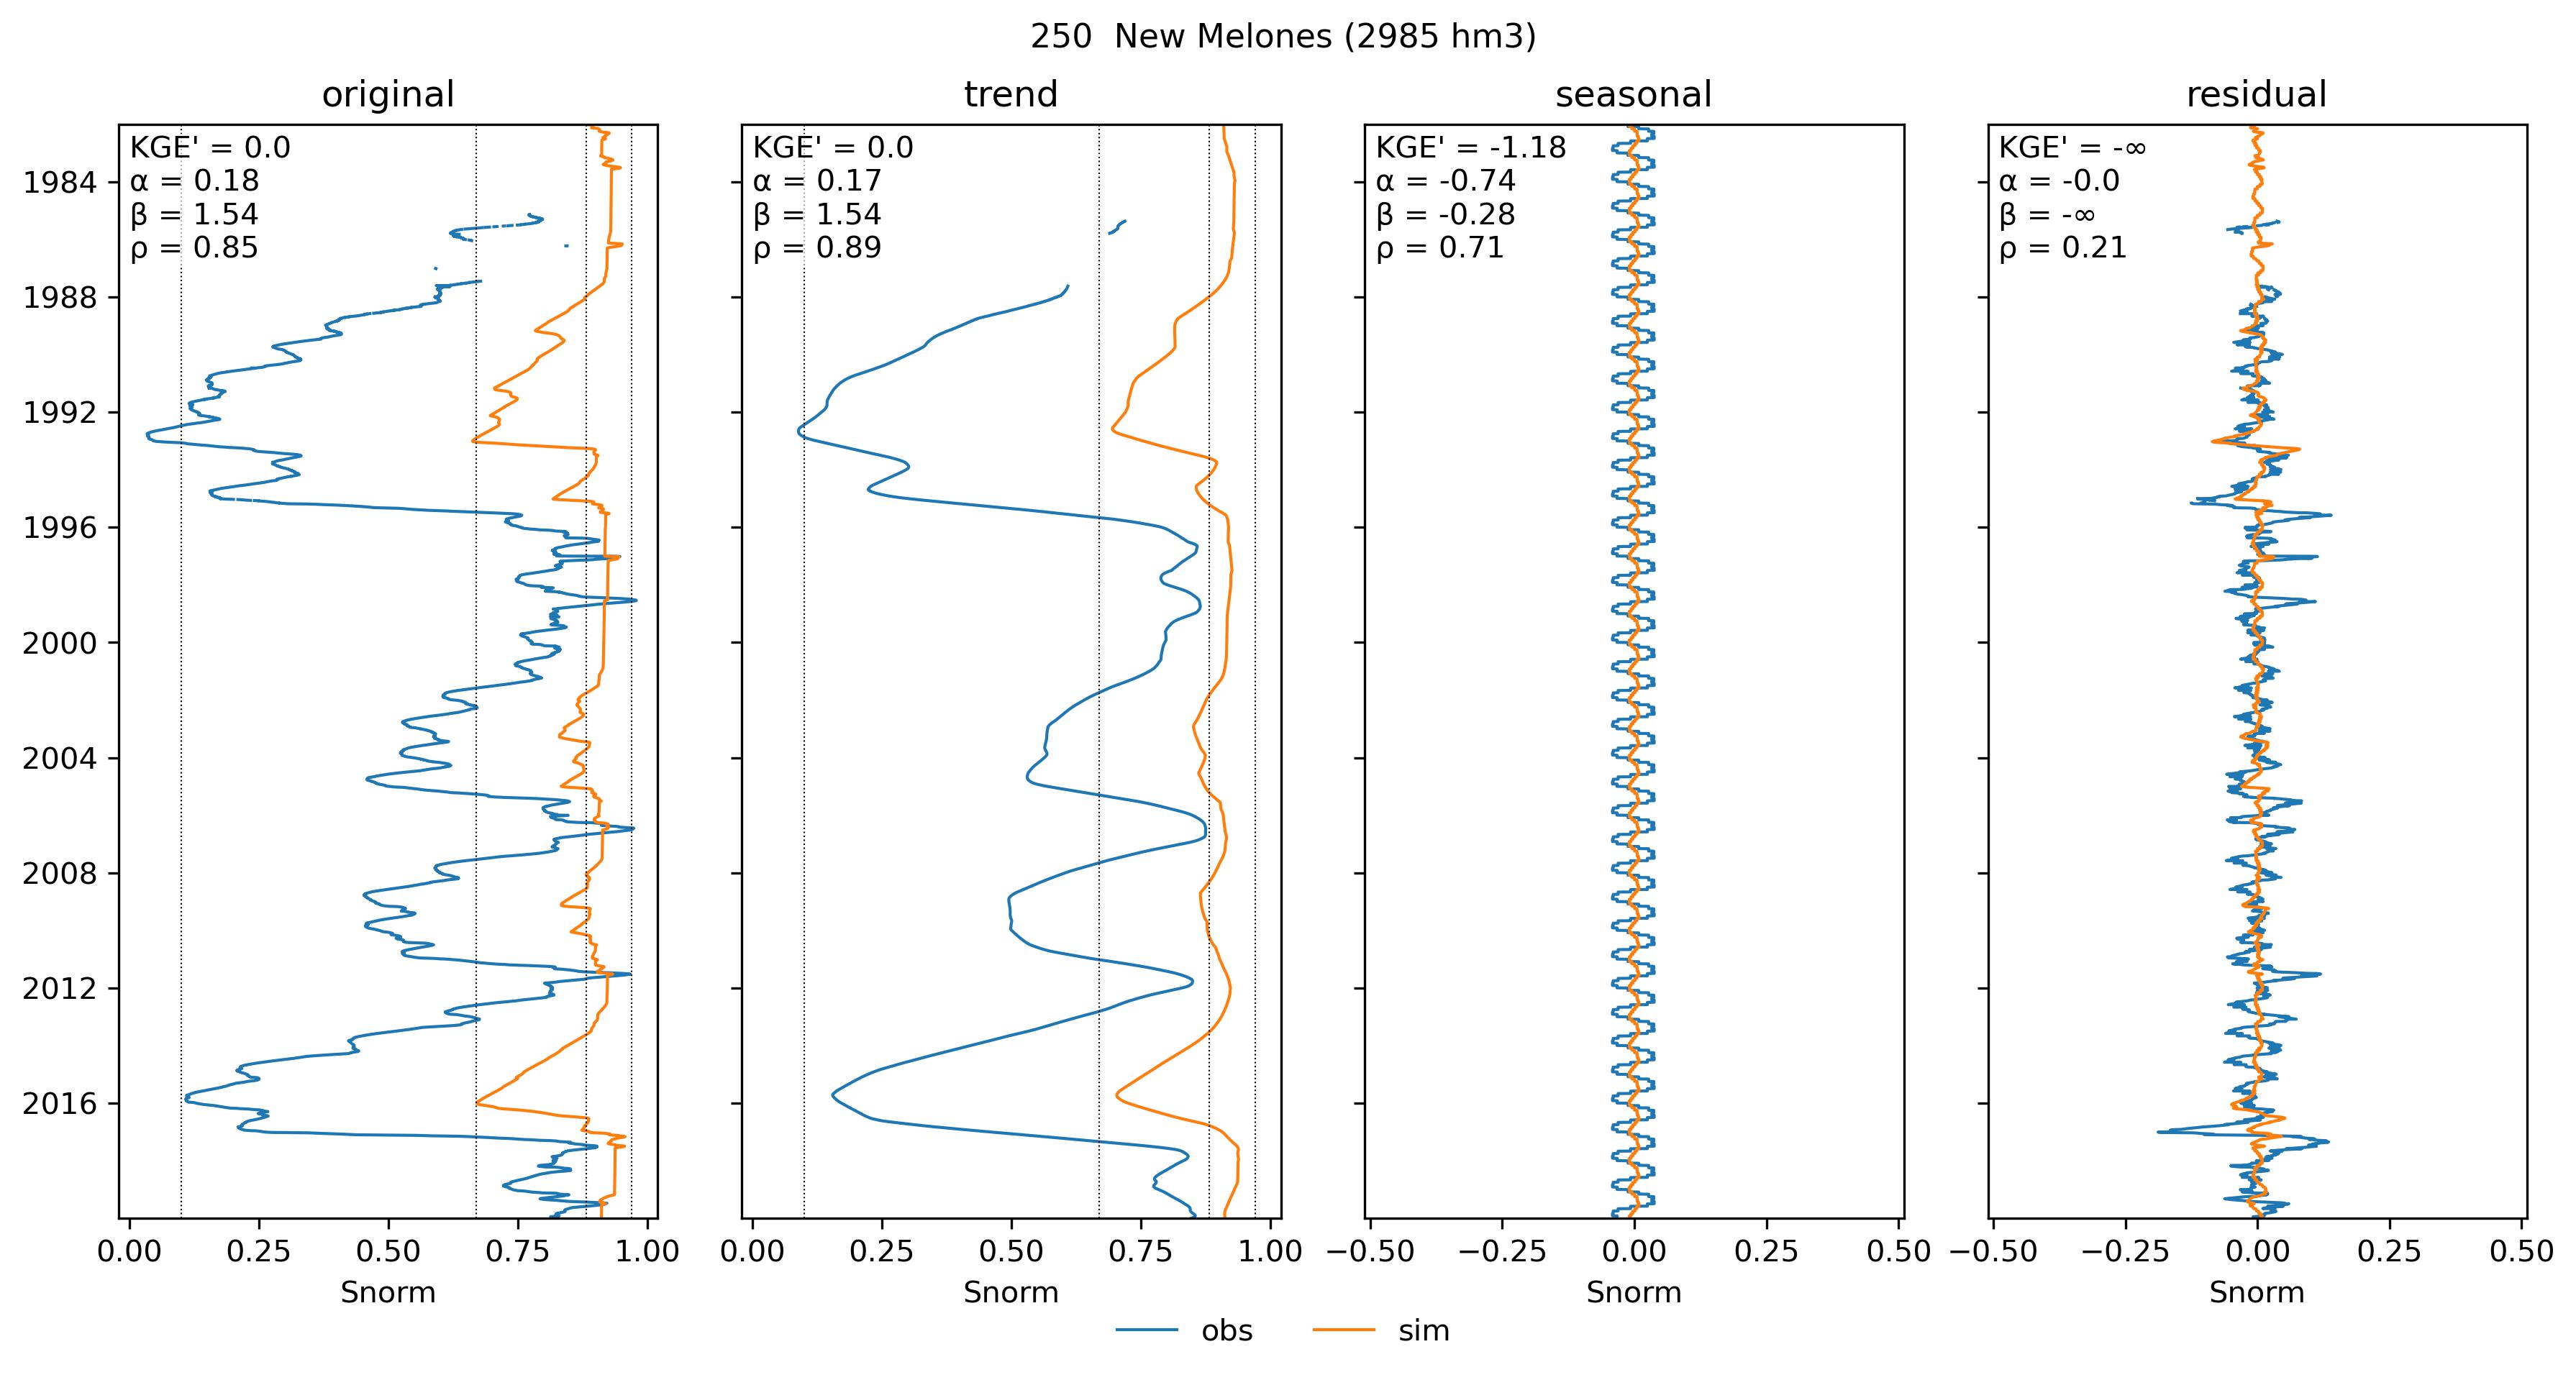 250  New Melones (2985 hm3)
original
trend
seasonal
residual
KGE' = 0.0
α = 0.18
β = 1.54
ρ = 0.85
KGE' = 0.0
α = 0.17
β = 1.54
ρ = 0.89
KGE' = -1.18
α = -0.74
β = -0.28
ρ = 0.71
KGE' = -∞
α = -0.0
β = -∞
ρ = 0.21
1984
1988
1992
1996
2000
2004
2008
2012
2016
0.00 0.25 0.50 0.75 1.00
0.00 0.25 0.50 0.75 1.00
−0.50 −0.25 0.00 0.25 0.50
−0.50 −0.25 0.00 0.25 0.50
Snorm
Snorm
Snorm
Snorm
obs
sim